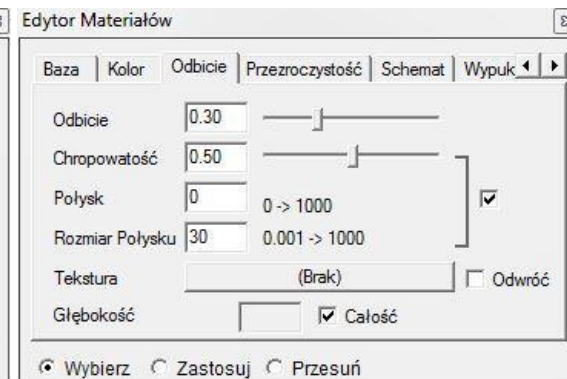 Edytor Materiałów
Baza Kolor Odbicie Przezroczystość Schemat Wypuk
Odbicie 0.30
Chropowatość 0.50
Połysk 0 0 -> 1000
Rozmiar Połysku 30 0.001 -> 1000
Tekstura (Brak) Odwróć
Głębokość Całość
Wybierz Zastosuj Przesuń